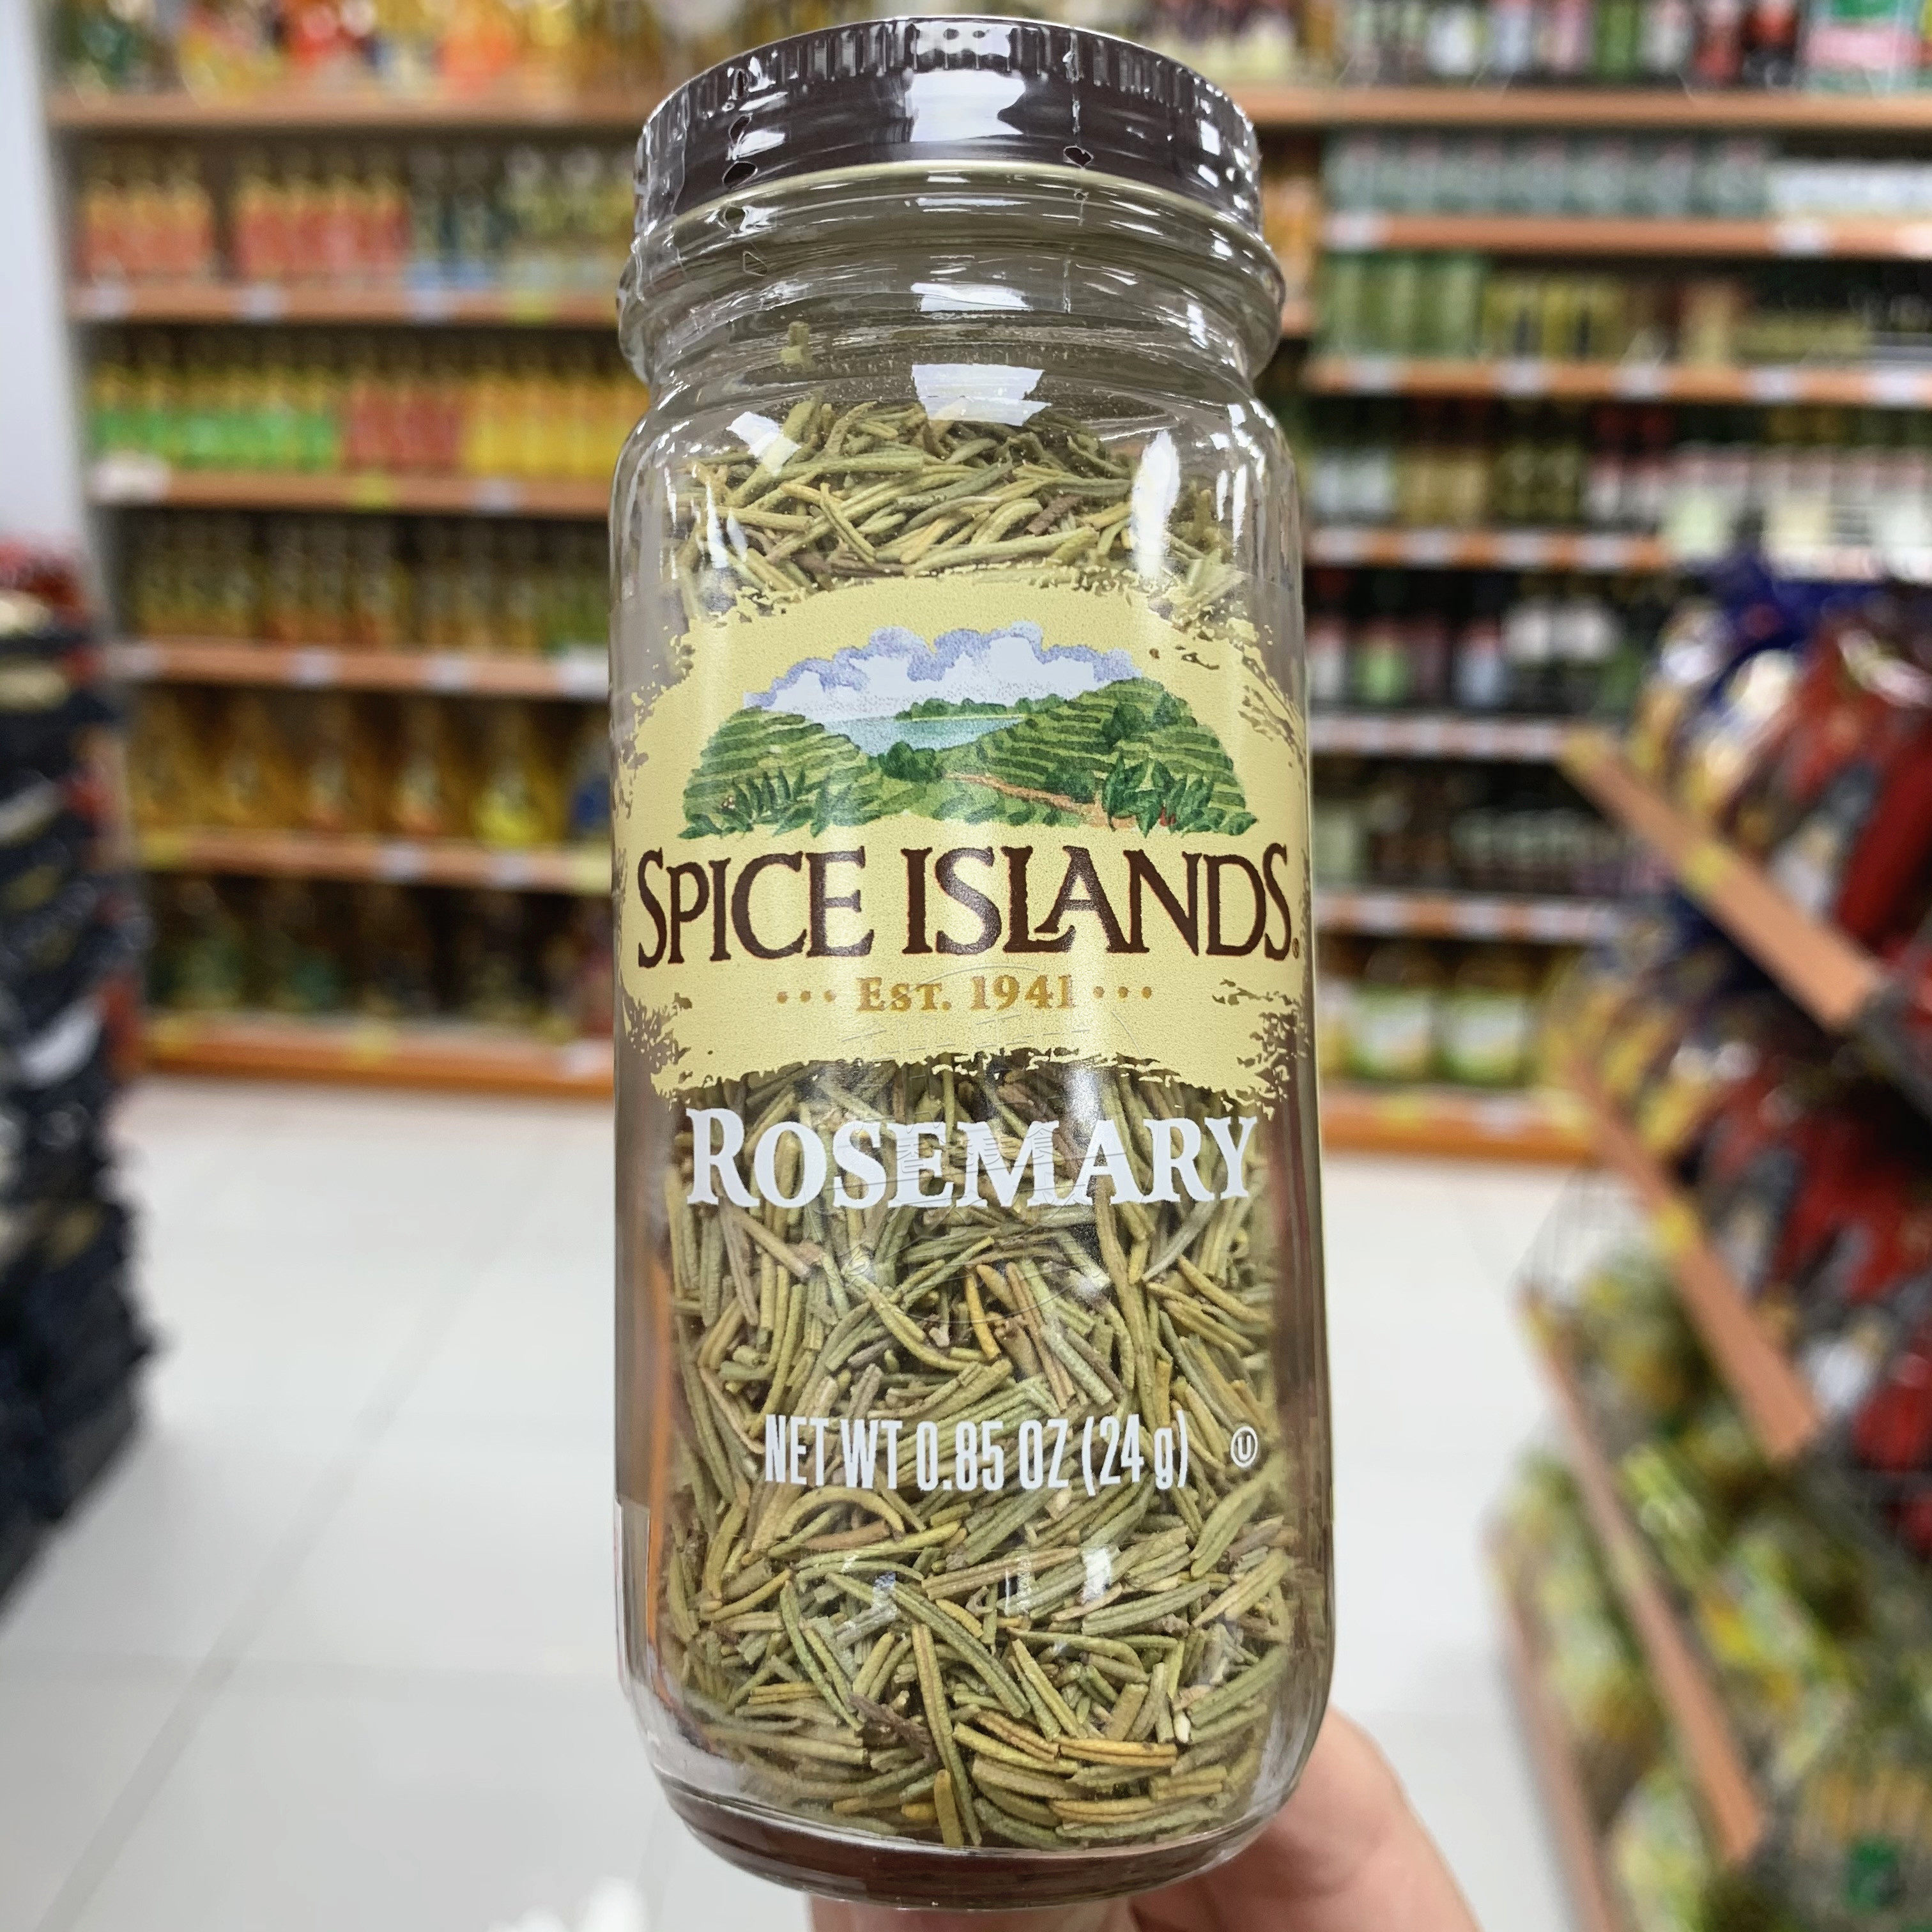 SPICE ISLANDS.
••• EST. 1941 •••
ROSEMARY
NET WT 0.85 OZ (24 g) Ⓤ